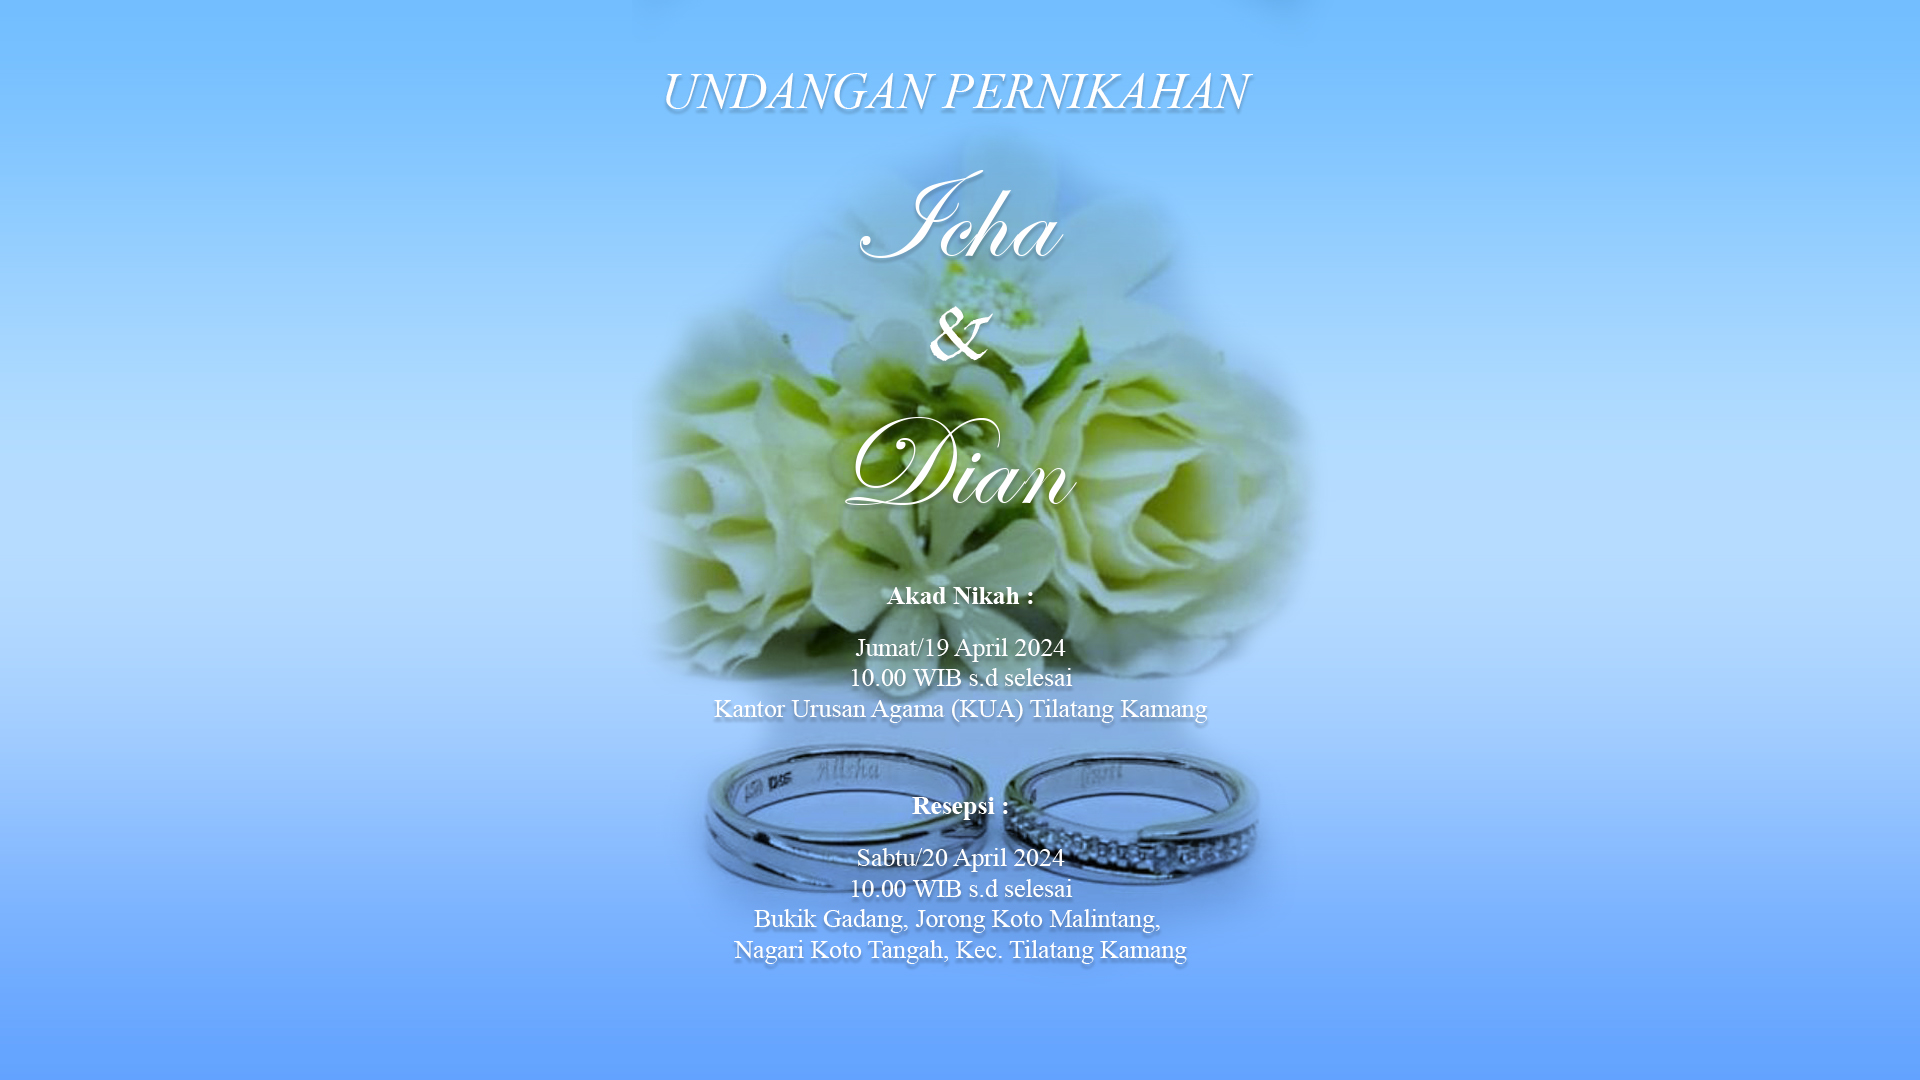 UNDANGAN PERNIKAHAN
Icha
&
Dian
Akad Nikah :
Jumat/19 April 2024
10.00 WIB s.d selesai
Kantor Urusan Agama (KUA) Tilatang Kamang
Resepsi :
Sabtu/20 April 2024
10.00 WIB s.d selesai
Bukik Gadang, Jorong Koto Malintang,
Nagari Koto Tangah, Kec. Tilatang Kamang